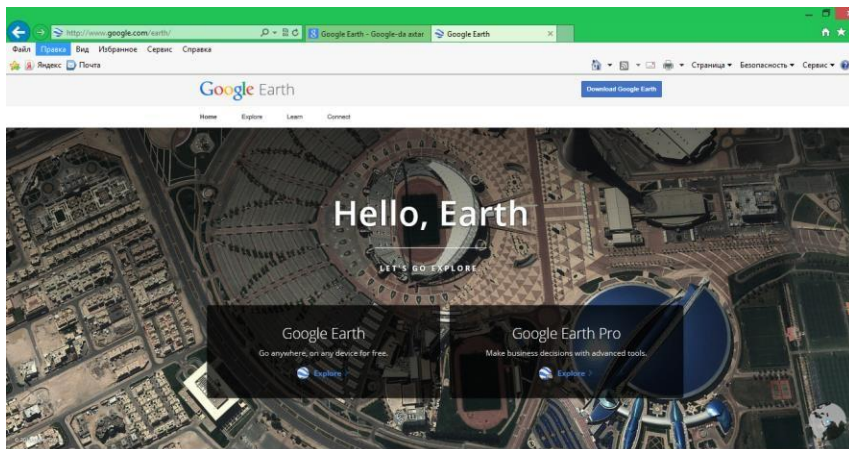 http://www.google.com/earth/
Google Earth - Google-da axtar
Google Earth
Файл Правка Вид Избранное Сервис Справка
Яндекс Почта
Страница Безопасность Сервис
Google Earth
Download Google Earth
Home Explore Learn Connect
Hello, Earth
LET'S GO EXPLORE
Google Earth
Go anywhere, on any device for free.
Explore
Google Earth Pro
Make business decisions with advanced tools.
Explore